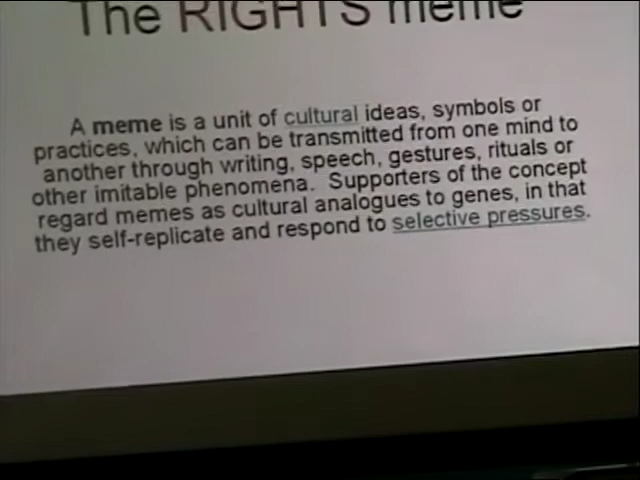 The RIGHTS meme
A meme is a unit of cultural ideas, symbols or
practices, which can be transmitted from one mind to
another through writing, speech, gestures, rituals or
other imitable phenomena. Supporters of the concept
regard memes as cultural analogues to genes, in that
they self-replicate and respond to selective pressures.